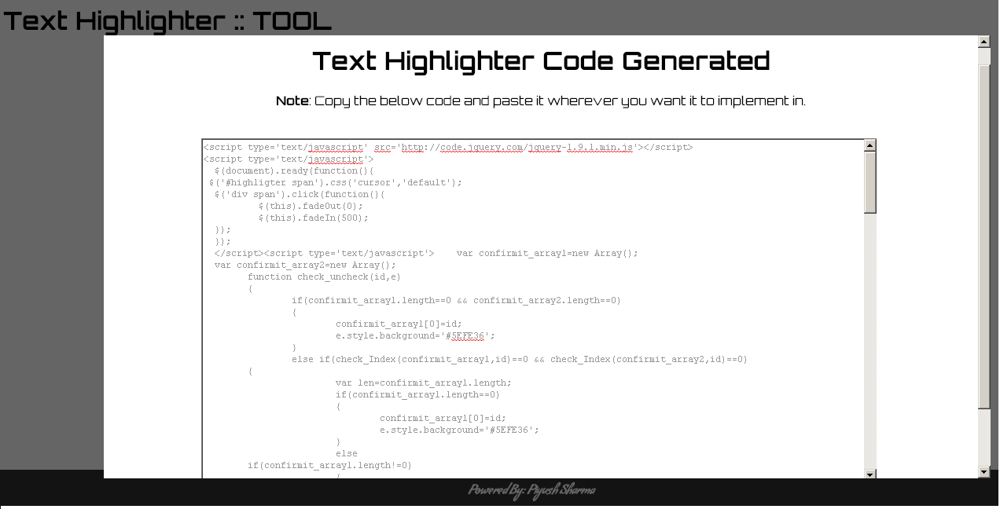 Text Highlighter :: TOOL
Text Highlighter Code Generated
Note: Copy the below code and paste it wherever you want it to implement in.
<script type='text/javascript' src='http://code.jquery.com/jquery-1.9.1.min.js'></script>
<script type='text/javascript'>
$(document).ready(function(){
$('#highligter span').css('cursor','default');
$('div span').click(function(){
$(this).fadeOut(0);
$(this).fadeIn(500);
});
});
</script><script type='text/javascript'> var confirmit_array1=new Array();
var confirmit_array2=new Array();
function check_uncheck(id,e)
{
if(confirmit_array1.length==0 && confirmit_array2.length==0)
{
confirmit_array1[0]=id;
e.style.background='#5EFE36';
}
else if(check_Index(confirmit_array1,id)==0 && check_Index(confirmit_array2,id)==0)
{
var len=confirmit_array1.length;
if(confirmit_array1.length==0)
{
confirmit_array1[0]=id;
e.style.background='#5EFE36';
}
else
if(confirmit_array1.length!=0)
{
Powered By: Piyush Sharma